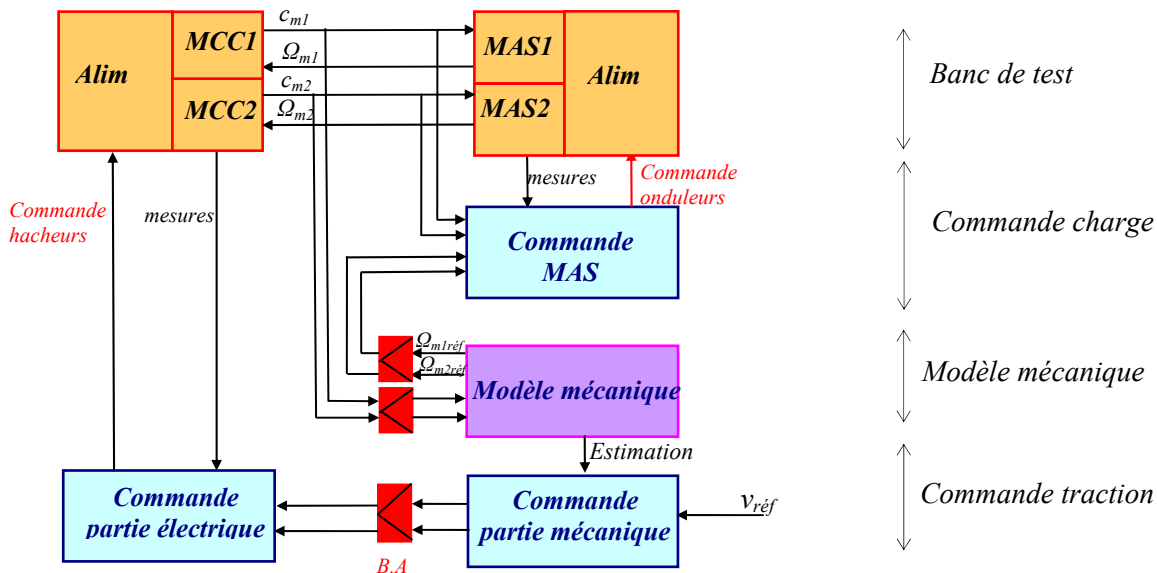 c_m1
MCC1
MAS1
Ω_m1
Alim
Alim
Banc de test
c_m2
MCC2
MAS2
Ω_m2
mesures
Commande
onduleurs
Commande
hacheurs
mesures
Commande
MAS
Commande charge
Ω_m1réf
Ω_m2réf
Modèle mécanique
Modèle mécanique
Estimation
Commande
partie électrique
Commande
partie mécanique
v_réf
Commande traction
B.A